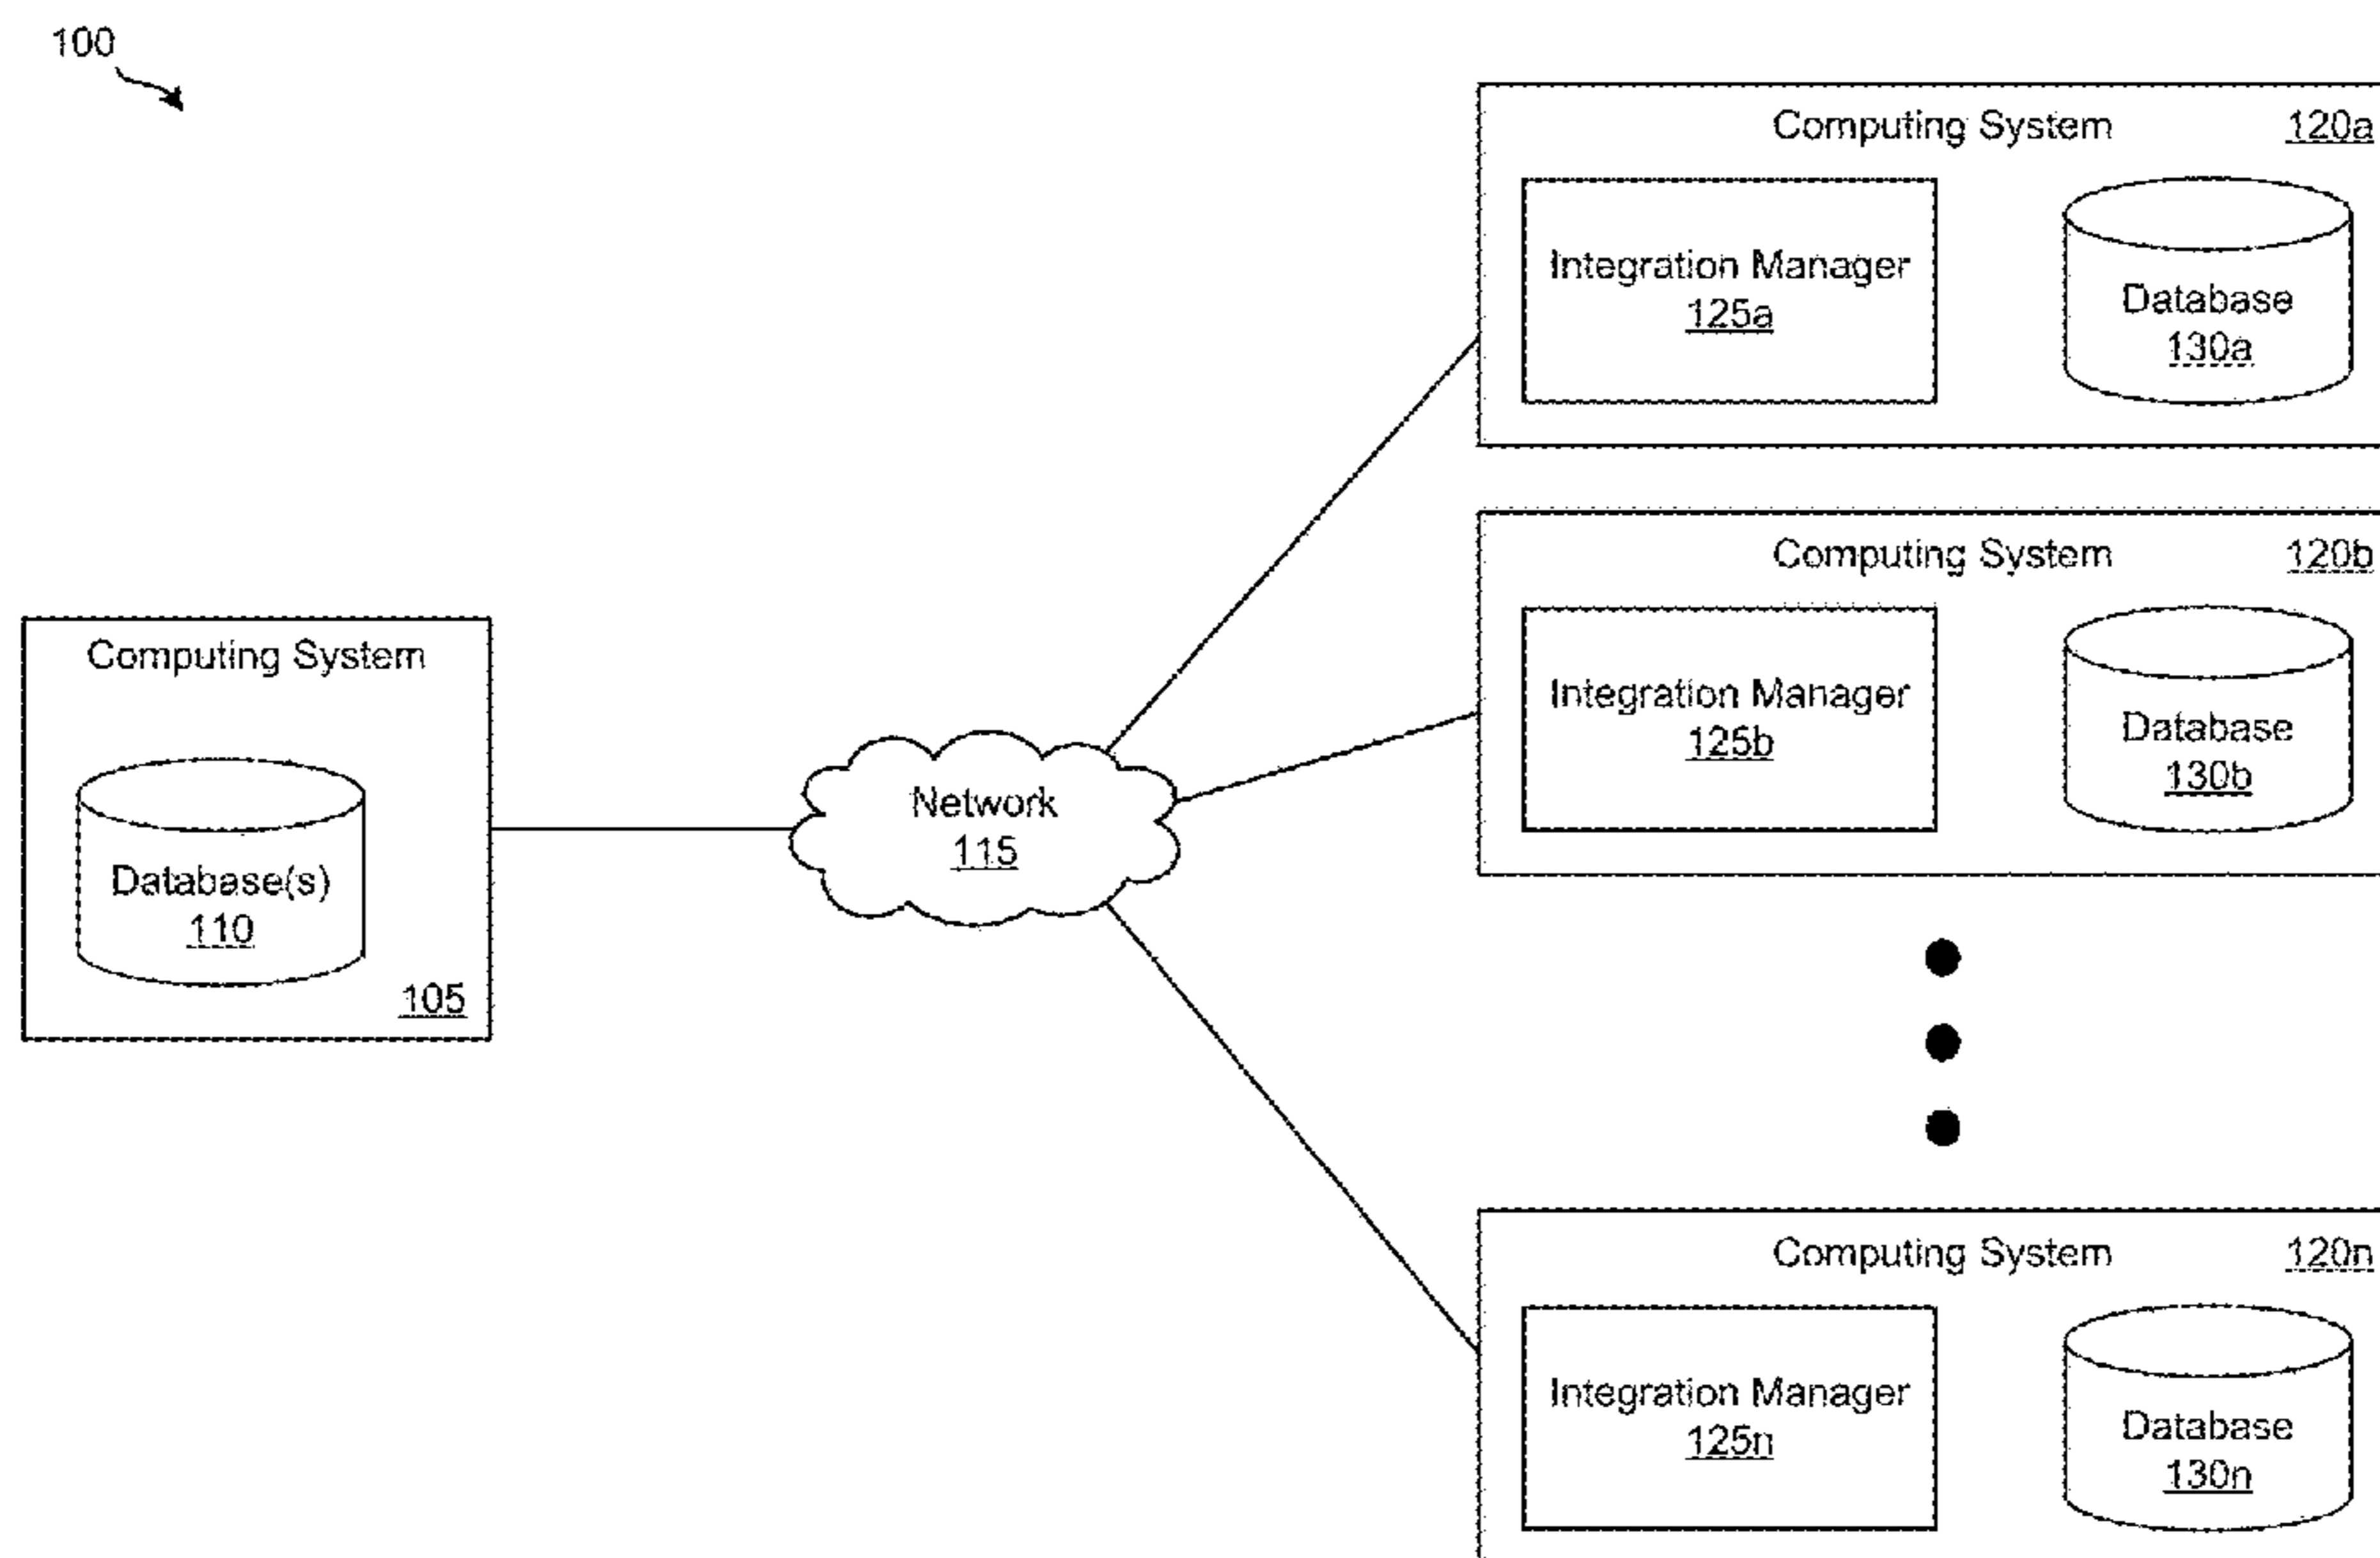 100
Computing System 120a
Integration Manager
125a
Database
130a
Computing System 120b
Integration Manager
125b
Database
130b
Computing System
Database(s)
110
105
Network
115
Computing System 120n
Integration Manager
125n
Database
130n